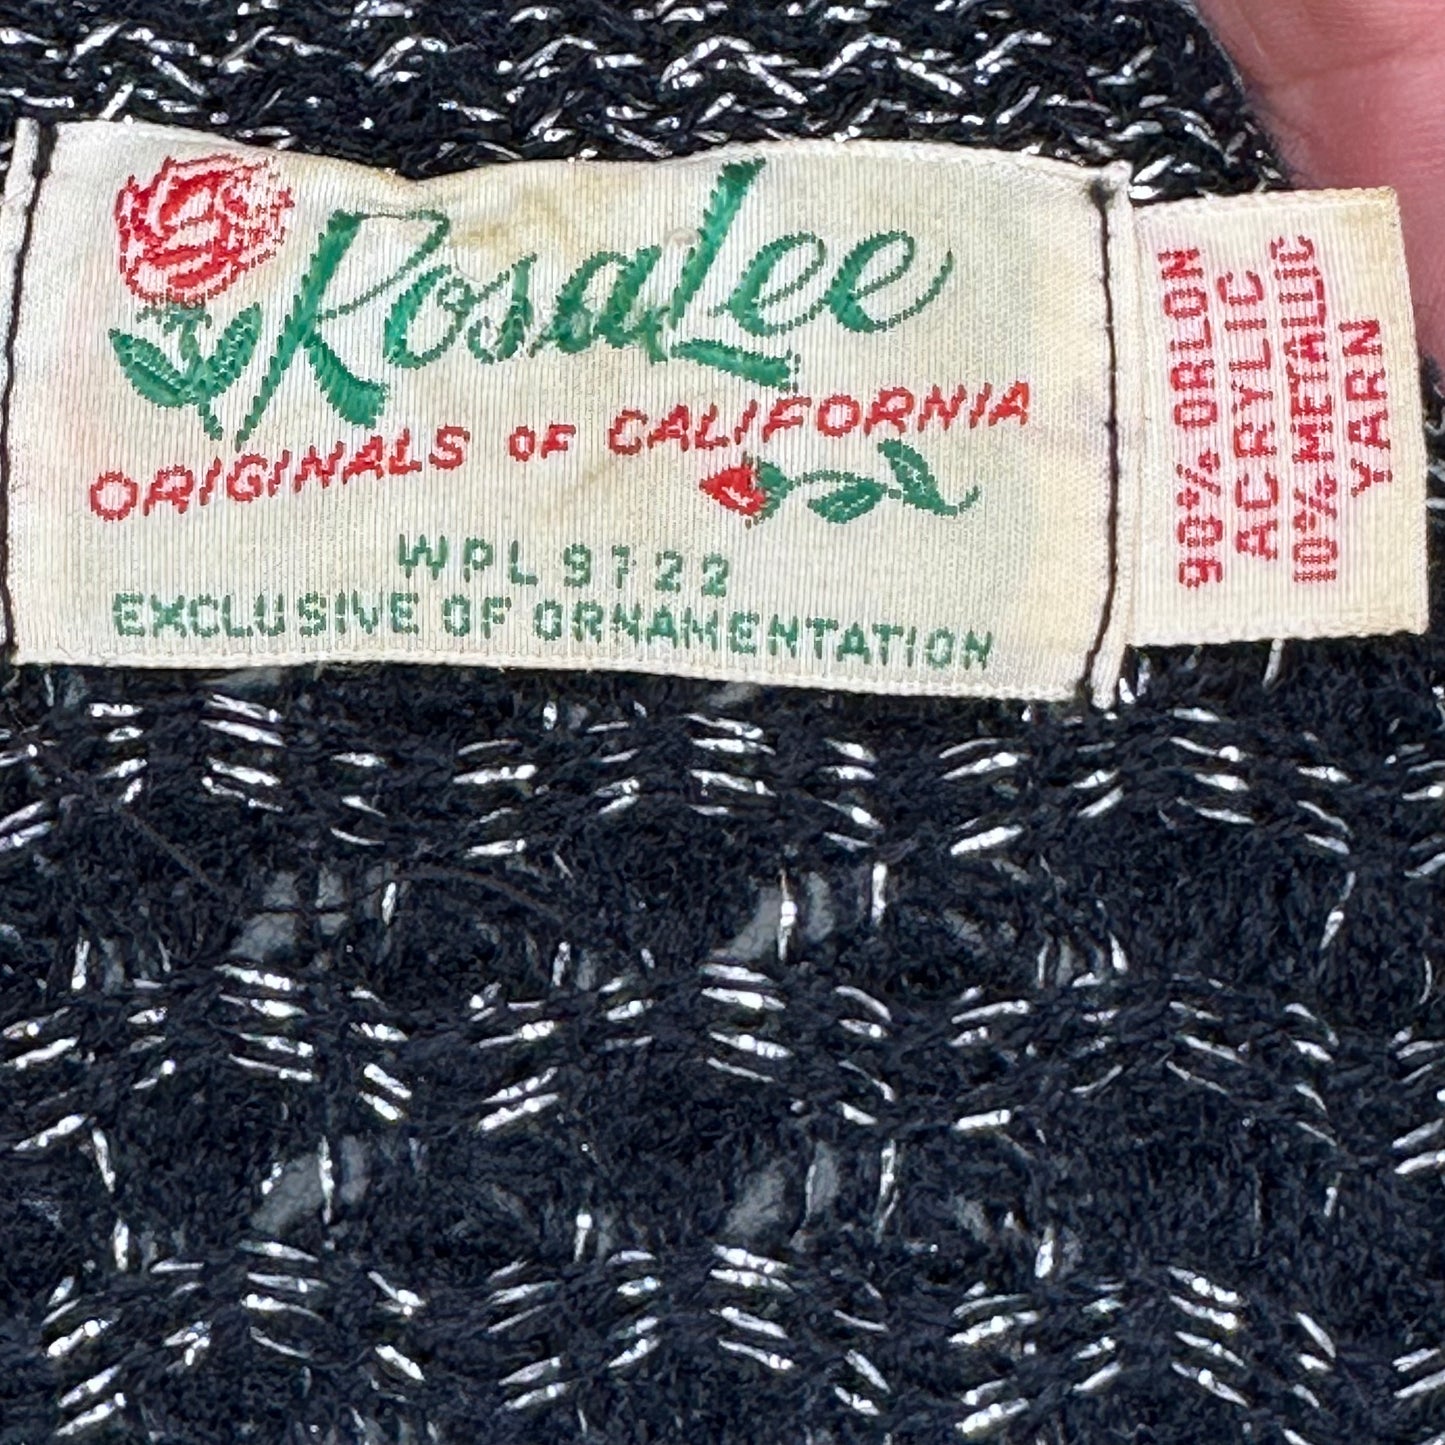 RosaLee
ORIGINALS OF CALIFORNIA
WPL 9722
EXCLUSIVE OF ORNAMENTATION
90% ORLON
ACRYLIC
10% METALLIC
YARN